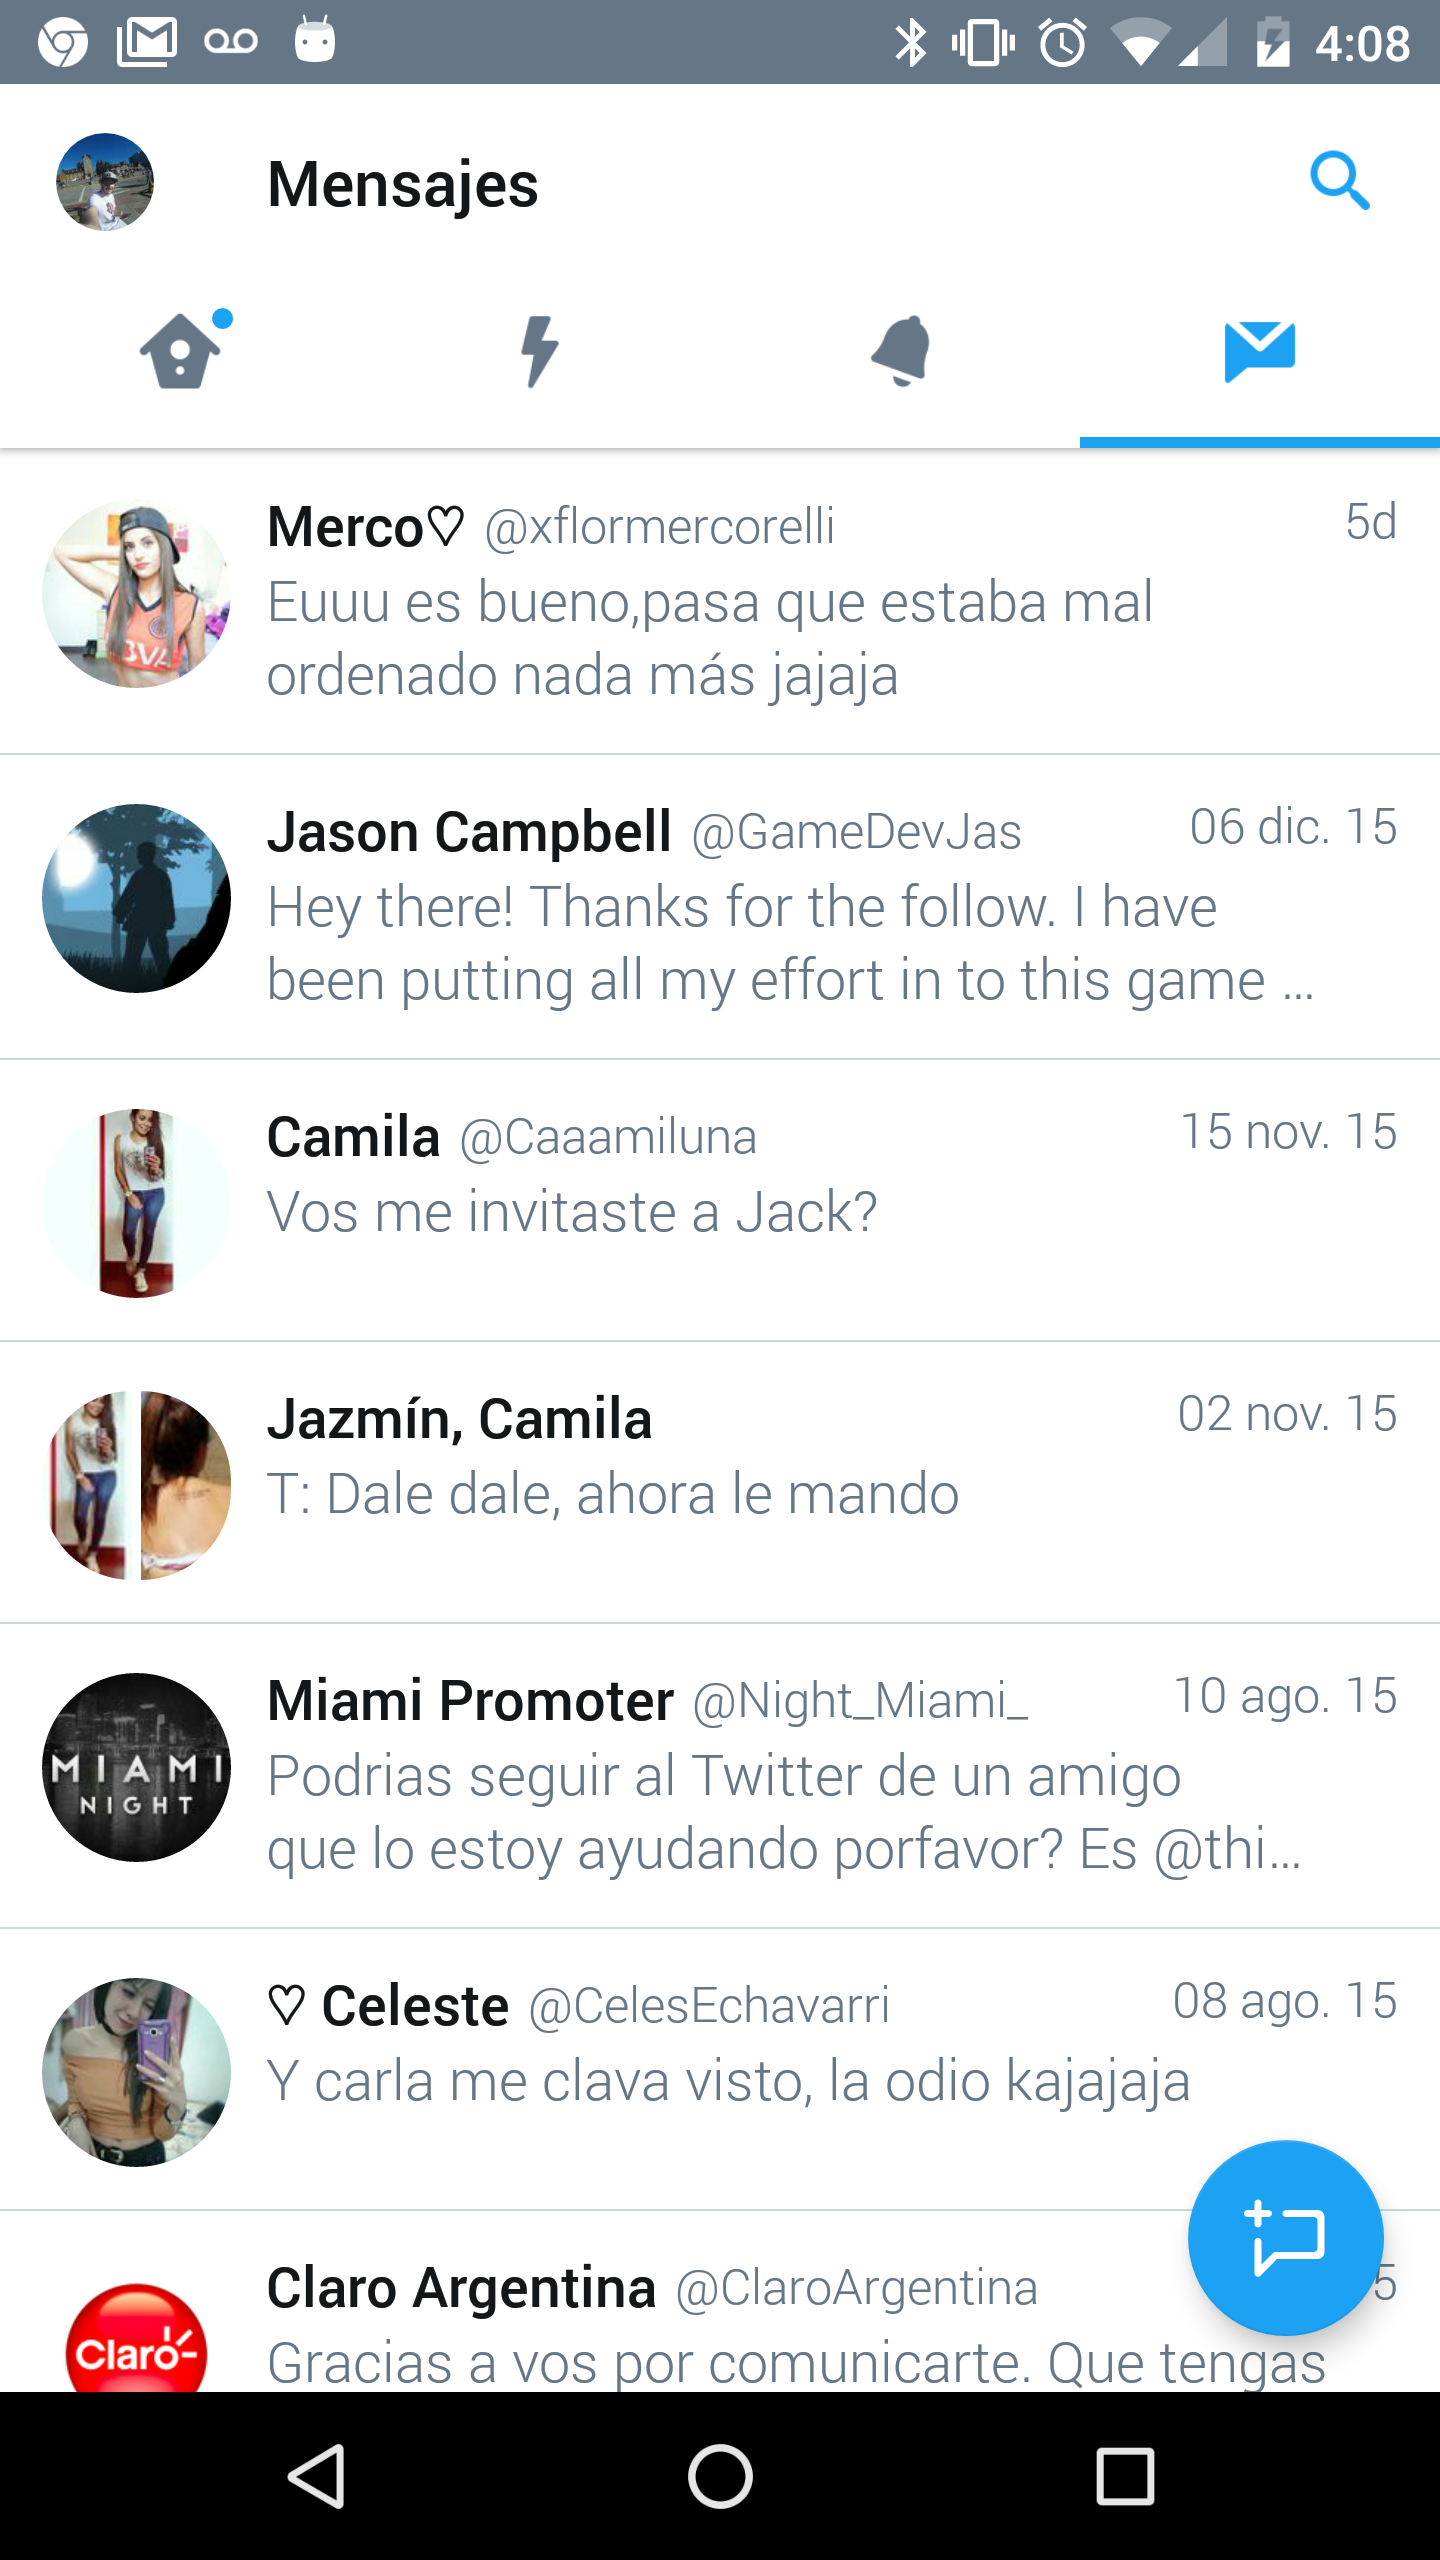 4:08
Mensajes
Merco♡ @xflormercorelli 5d
Euuu es bueno,pasa que estaba mal
ordenado nada más jajaja
BVA
Jason Campbell @GameDevJas 06 dic. 15
Hey there! Thanks for the follow. I have
been putting all my effort in to this game ...
Camila @Caaamiluna 15 nov. 15
Vos me invitaste a Jack?
Jazmín, Camila 02 nov. 15
T: Dale dale, ahora le mando
Miami Promoter @Night_Miami_ 10 ago. 15
MIAMI
NIGHT
Podrias seguir al Twitter de un amigo
que lo estoy ayudando porfavor? Es @thi...
♡ Celeste @CelesEchavarri 08 ago. 15
Y carla me clava visto, la odio kajajaja
Claro Argentina @ClaroArgentina 5
Claro
Gracias a vos por comunicarte. Que tengas